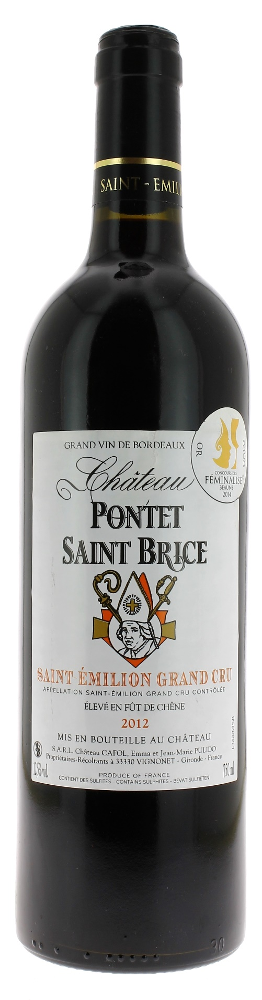 SAINT - EMILI
GRAND VIN DE BORDEAUX
Château
PONTET
SAINT BRICE
OR
GOLD
CONCOURS DES
FÉMINALISE®
BEAUNE
2014
SAINT-ÉMILION GRAND CRU
APPELLATION SAINT-ÉMILION GRAND CRU CONTRÔLÉE
ÉLEVÉ EN FÛT DE CHÊNE
2012
MIS EN BOUTEILLE AU CHÂTEAU
S.A.R.L. Château CAFOL, Emma et Jean-Marie PULIDO
Propriétaires-Récoltants à 33330 VIGNONET - Gironde - France
12,5% vol.
PRODUCE OF FRANCE
750 ml
CONTIENT DES SULFITES - CONTAINS SULPHITES - BEVAT SULFIETEN
L SGC12PSB
30